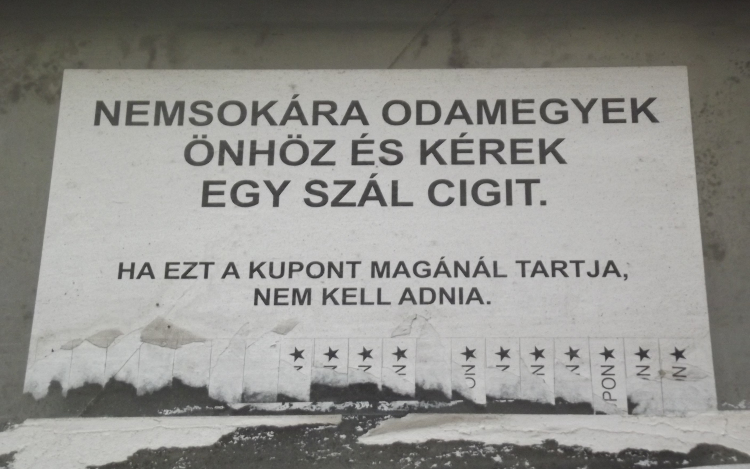 NEMSOKÁRA ODAMEGYEK
ÖNHÖZ ÉS KÉREK
EGY SZÁL CIGIT.
HA EZT A KUPONT MAGÁNÁL TARTJA,
NEM KELL ADNIA.